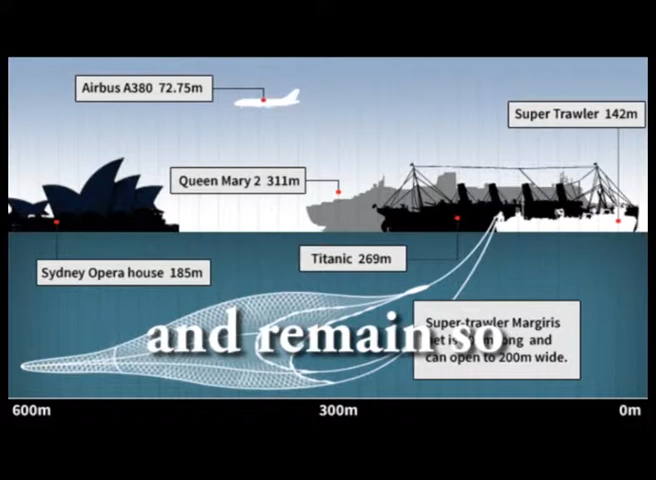 Airbus A380 72.75m
Super Trawler 142m
Queen Mary 2 311m
Titanic 269m
Sydney Opera house 185m
Super-trawler Margiris
and
can open to 200m wide.
and remain so
600m 300m 0m